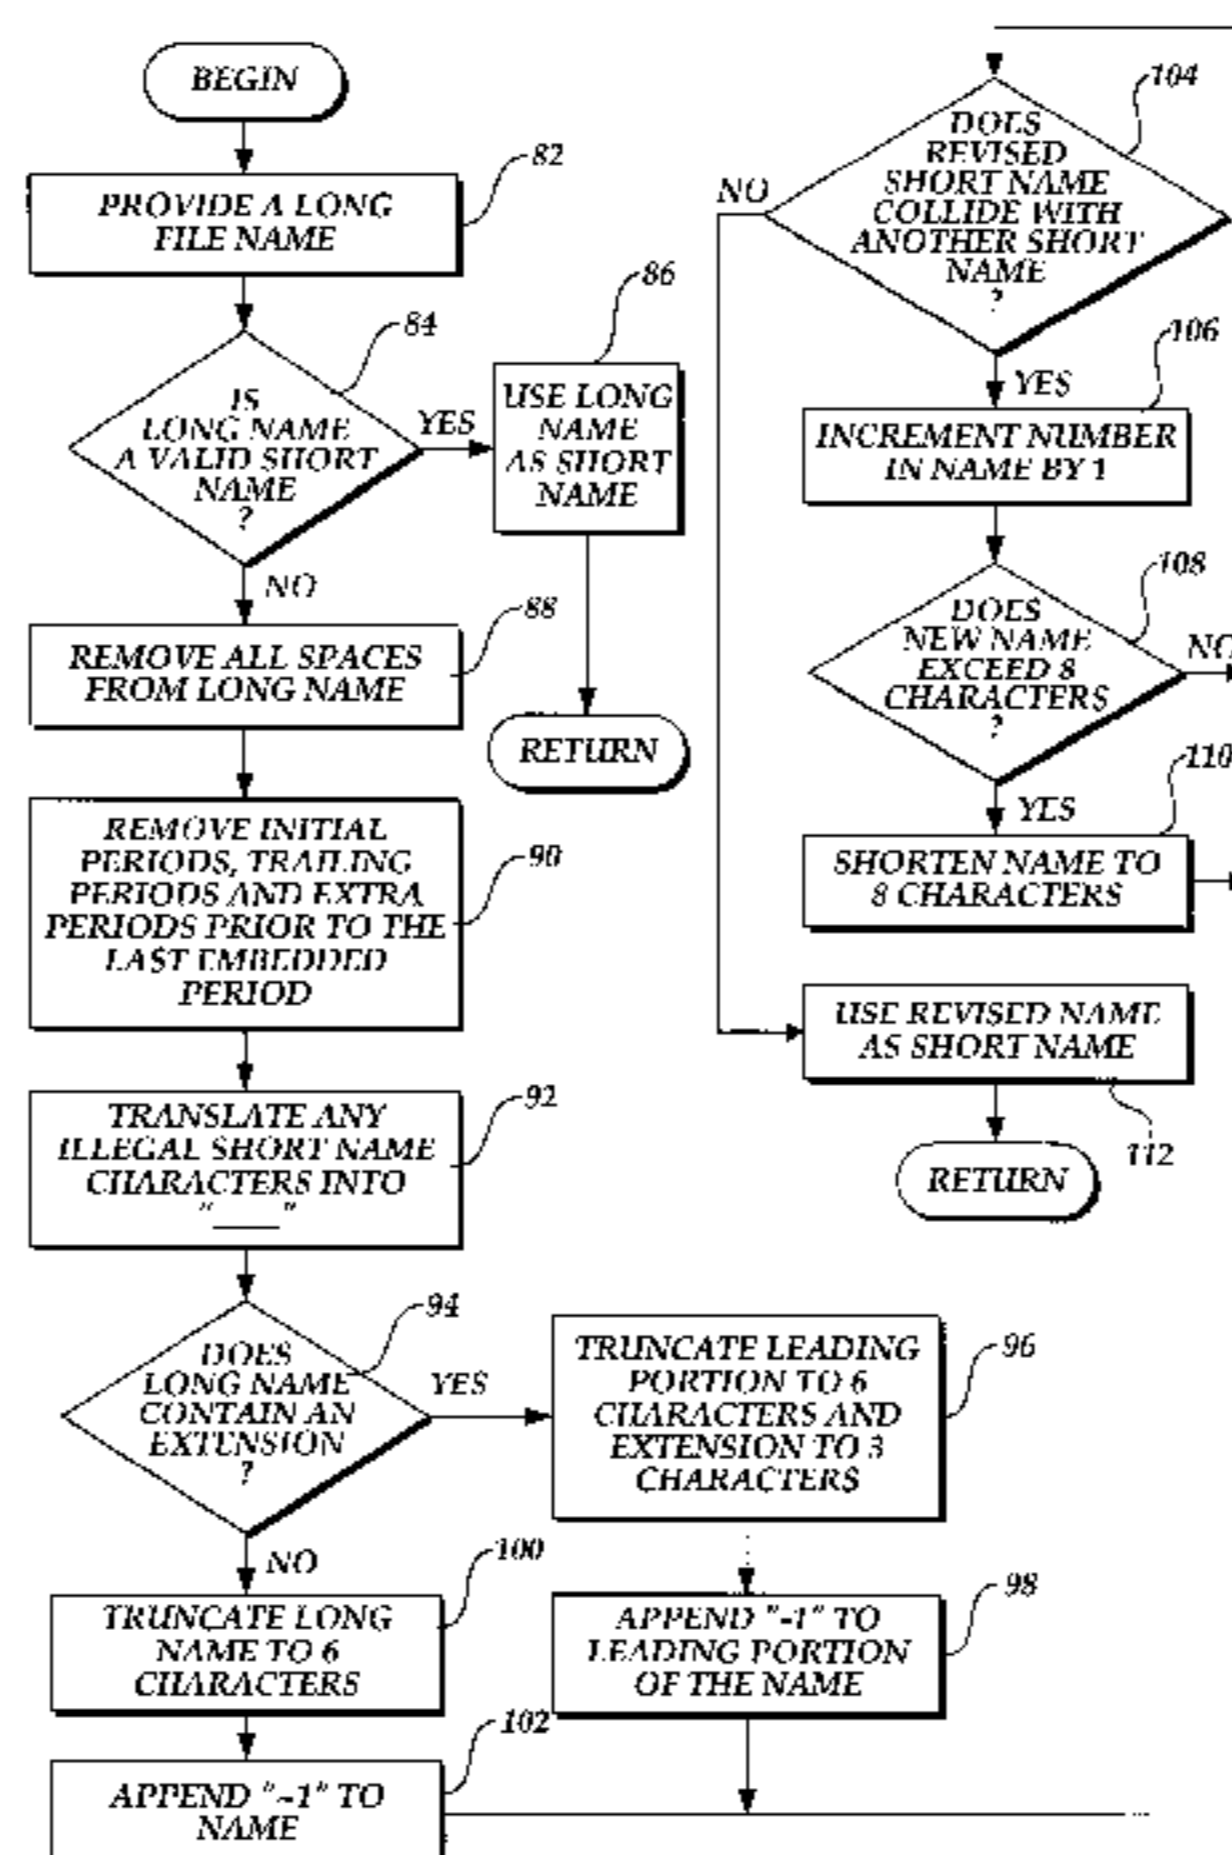 BEGIN
82
PROVIDE A LONG
FILE NAME
84
IS
LONG NAME
A VALID SHORT
NAME
?
YES
86
USE LONG
NAME
AS SHORT
NAME
RETURN
NO
88
REMOVE ALL SPACES
FROM LONG NAME
90
REMOVE INITIAL
PERIODS, TRAILING
PERIODS AND EXTRA
PERIODS PRIOR TO THE
LAST EMBEDDED
PERIOD
92
TRANSLATE ANY
ILLEGAL SHORT NAME
CHARACTERS INTO
"____"
94
DOES
LONG NAME
CONTAIN AN
EXTENSION
?
YES
96
TRUNCATE LEADING
PORTION TO 6
CHARACTERS AND
EXTENSION TO 3
CHARACTERS
98
APPEND "~1" TO
LEADING PORTION
OF THE NAME
NO
100
TRUNCATE LONG
NAME TO 6
CHARACTERS
102
APPEND "~1" TO
NAME
104
DOES
REVISED
SHORT NAME
COLLIDE WITH
ANOTHER SHORT
NAME
?
NO
YES
106
INCREMENT NUMBER
IN NAME BY 1
108
DOES
NEW NAME
EXCEED 8
CHARACTERS
?
NO
YES
110
SHORTEN NAME TO
8 CHARACTERS
USE REVISED NAME
AS SHORT NAME
112
RETURN